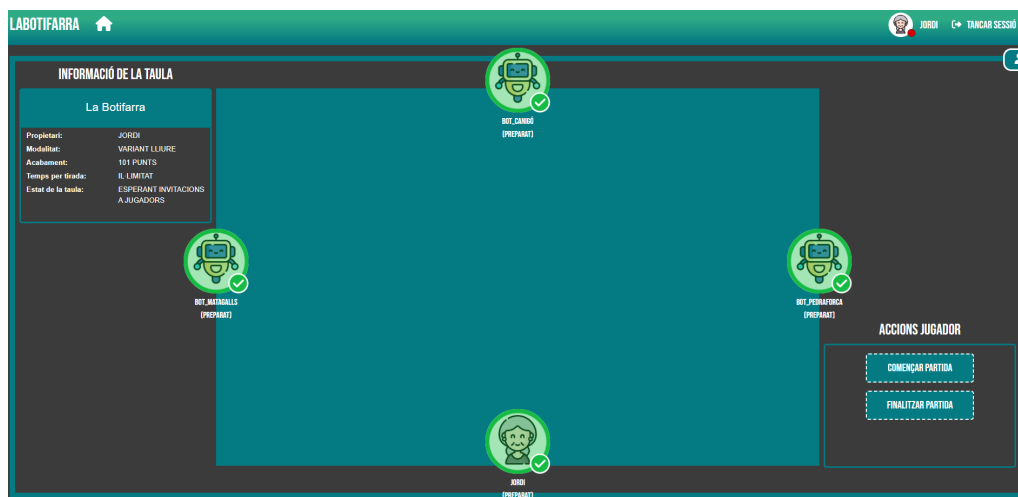 LABOTIFARRA
JORDI
TANCAR SESSIÓ
INFORMACIÓ DE LA TAULA
La Botifarra
Propietari: JORDI
Modalitat: VARIANT LLIURE
Acabament: 101 PUNTS
Temps per tirada: IL·LIMITAT
Estat de la taula: ESPERANT INVITACIONS
A JUGADORS
BOT_CANIGÓ
(PREPARAT)
BOT_MATAGALLS
(PREPARAT)
BOT_PEDRAFORCA
(PREPARAT)
ACCIONS JUGADOR
COMENÇAR PARTIDA
FINALITZAR PARTIDA
JORDI
(PREPARAT)